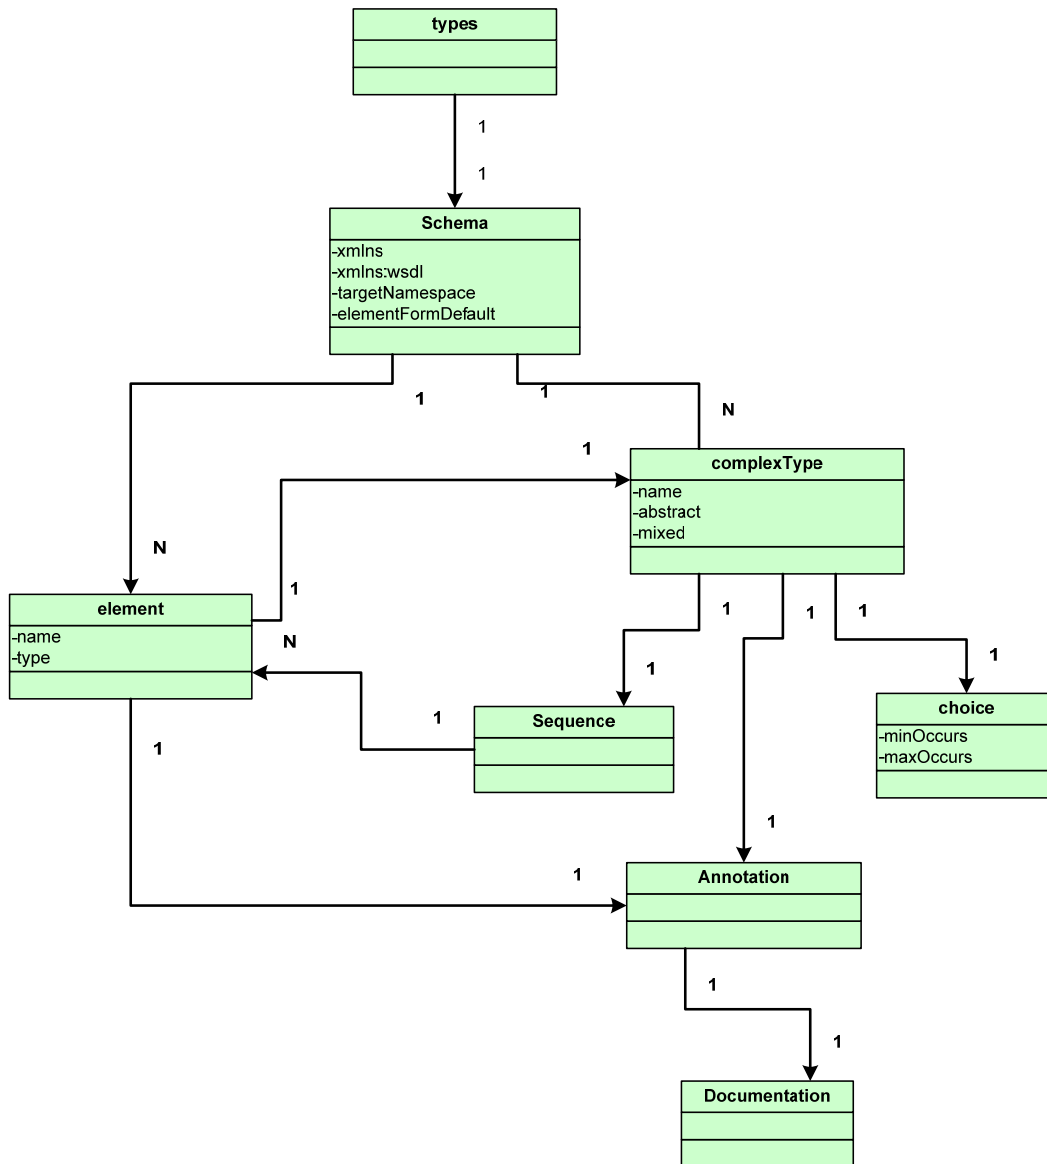 types
1
1
Schema
-xmlns
-xmlns:wsdl
-targetNamespace
-elementFormDefault
1
1
N
1
complexType
-name
-abstract
-mixed
N
1
element
-name
-type
N
1
1
1
1
1
1
Sequence
choice
-minOccurs
-maxOccurs
1
1
1
1
Annotation
1
1
Documentation